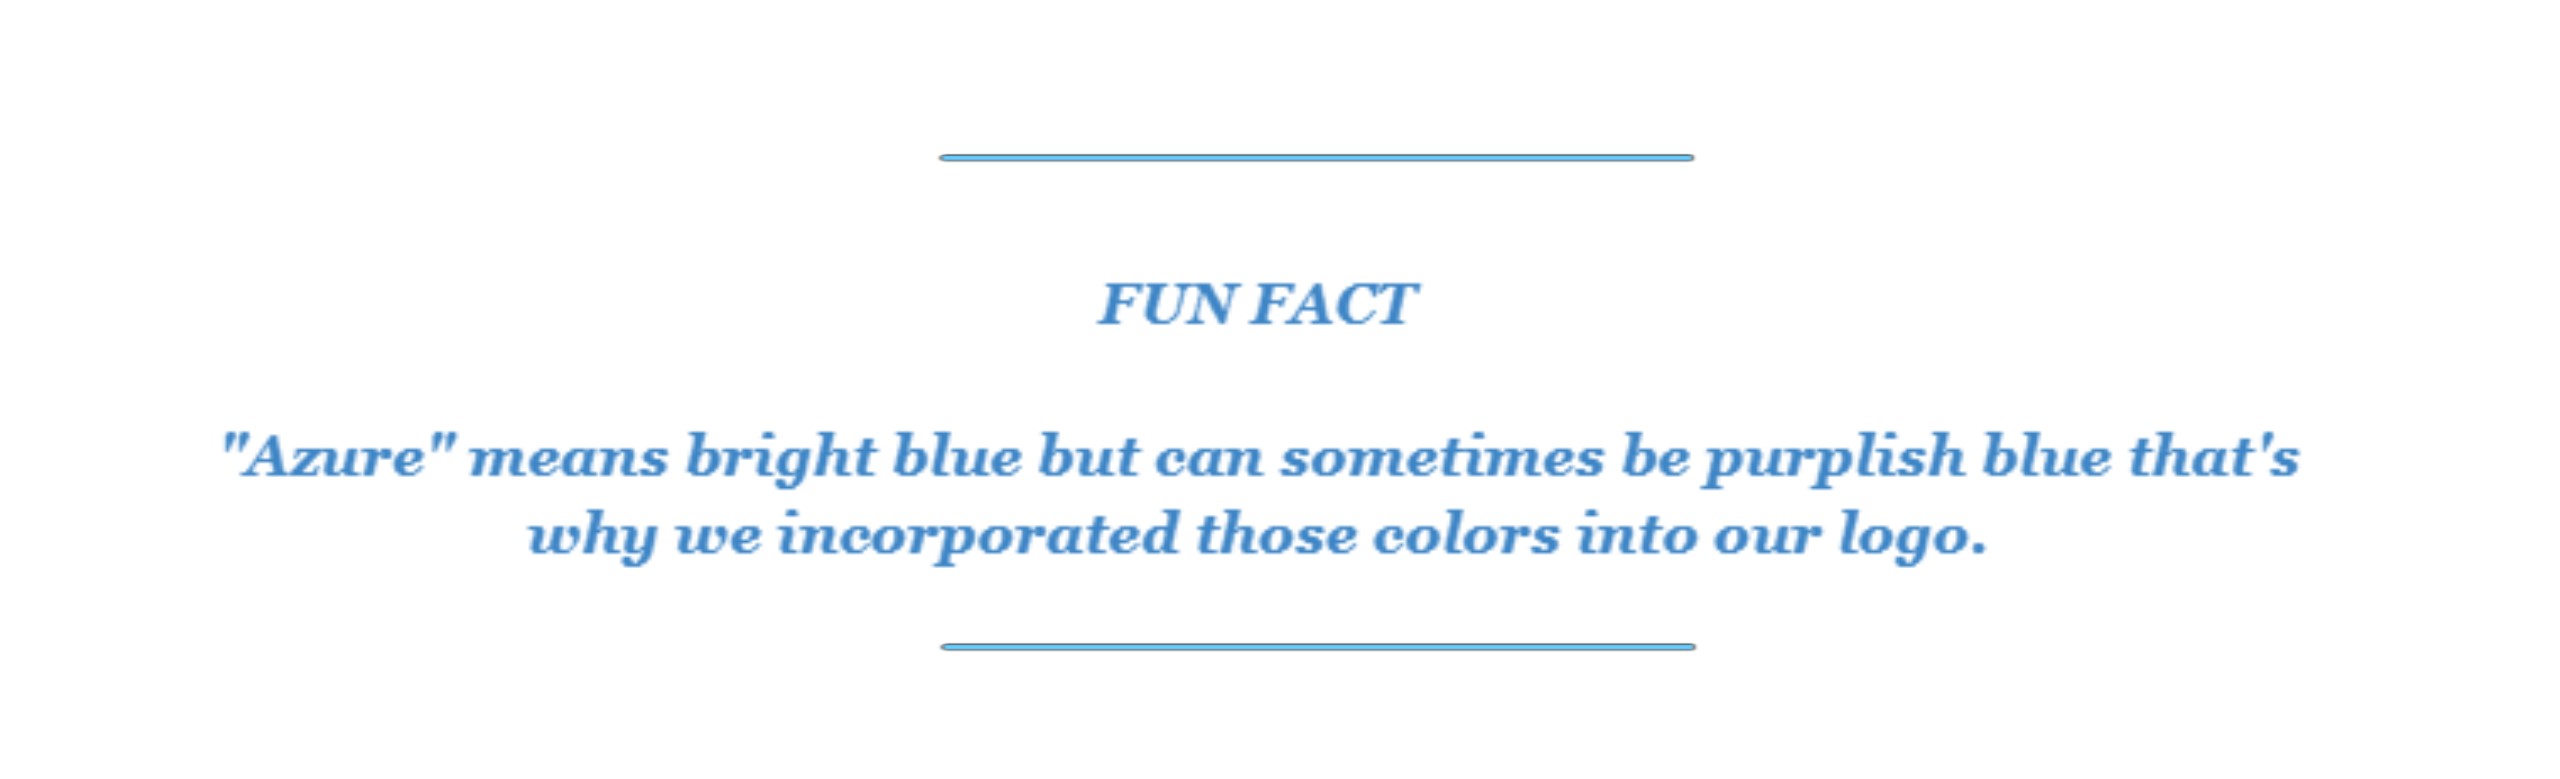 FUN FACT
"Azure" means bright blue but can sometimes be purplish blue that's
why we incorporated those colors into our logo.